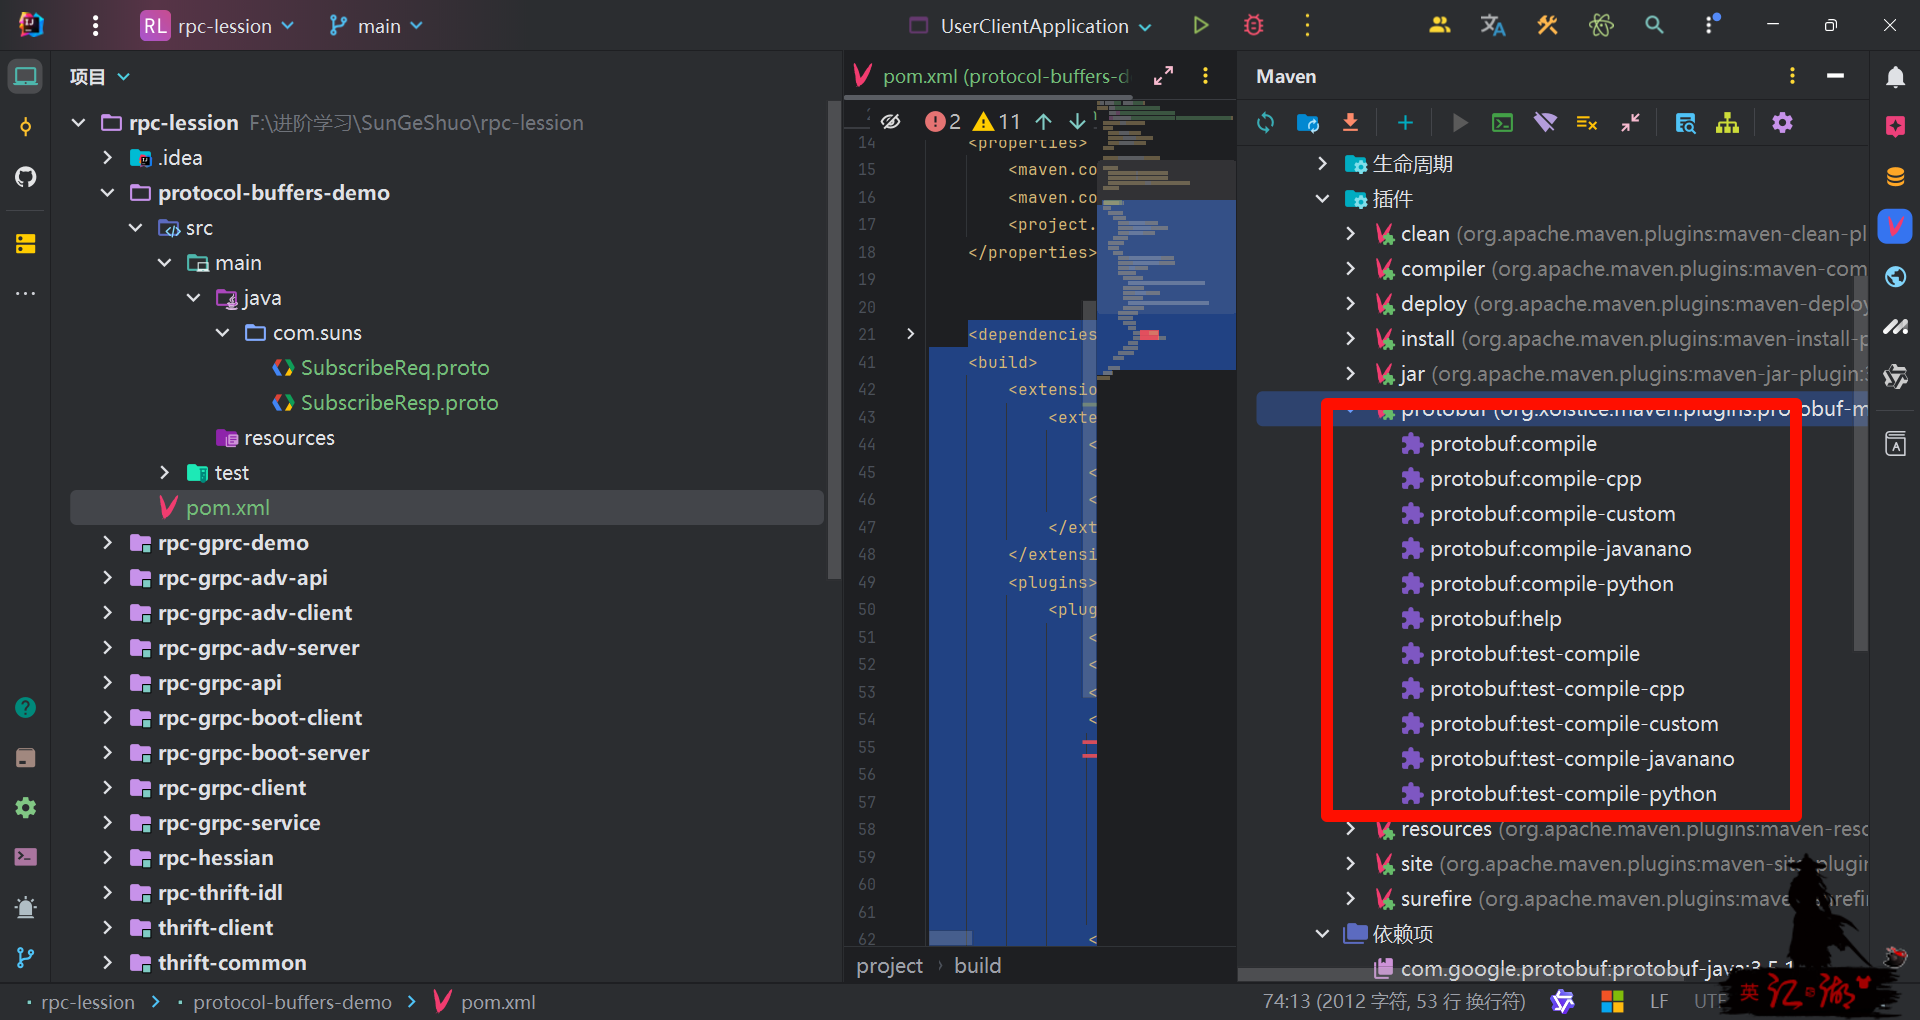 RL rpc-lession main UserClientApplication
项目
rpc-lession F:\进阶学习\SunGeShuo\rpc-lession
.idea
protocol-buffers-demo
src
main
java
com.suns
SubscribeReq.proto
SubscribeResp.proto
resources
test
pom.xml
rpc-gprc-demo
rpc-grpc-adv-api
rpc-grpc-adv-client
rpc-grpc-adv-server
rpc-grpc-api
rpc-grpc-boot-client
rpc-grpc-boot-server
rpc-grpc-client
rpc-grpc-service
rpc-hessian
rpc-thrift-idl
thrift-client
thrift-common
pom.xml (protocol-buffers-d
2 11
14 <properties>
15 <maven.co
16 <maven.co
17 <project.
18 </properties>
19
20
21 <dependencies
41 <build>
42 <extensio
43 <exte
44 <
45 <
46 <
47 </ext
48 </extensi
49 <plugins>
50 <plug
51 <
52 <
53 <
54 <
55
56
57
58
59
60
61
62 <
project › build
Maven
生命周期
插件
clean (org.apache.maven.plugins:maven-clean-pl
compiler (org.apache.maven.plugins:maven-com
deploy (org.apache.maven.plugins:maven-deploy
install (org.apache.maven.plugins:maven-install-p
jar (org.apache.maven.plugins:maven-jar-plugin:3
protobuf (org.xolstice.maven.plugins:protobuf-m
protobuf:compile
protobuf:compile-cpp
protobuf:compile-custom
protobuf:compile-javanano
protobuf:compile-python
protobuf:help
protobuf:test-compile
protobuf:test-compile-cpp
protobuf:test-compile-custom
protobuf:test-compile-javanano
protobuf:test-compile-python
resources (org.apache.maven.plugins:maven-reso
site (org.apache.maven.plugins:maven-site-plugin
surefire (org.apache.maven.plugins:maven-surefi
依赖项
com.google.protobuf:protobuf-java:3.5.1
rpc-lession › protocol-buffers-demo › pom.xml
74:13 (2012 字符, 53 行 换行符) LF UTF